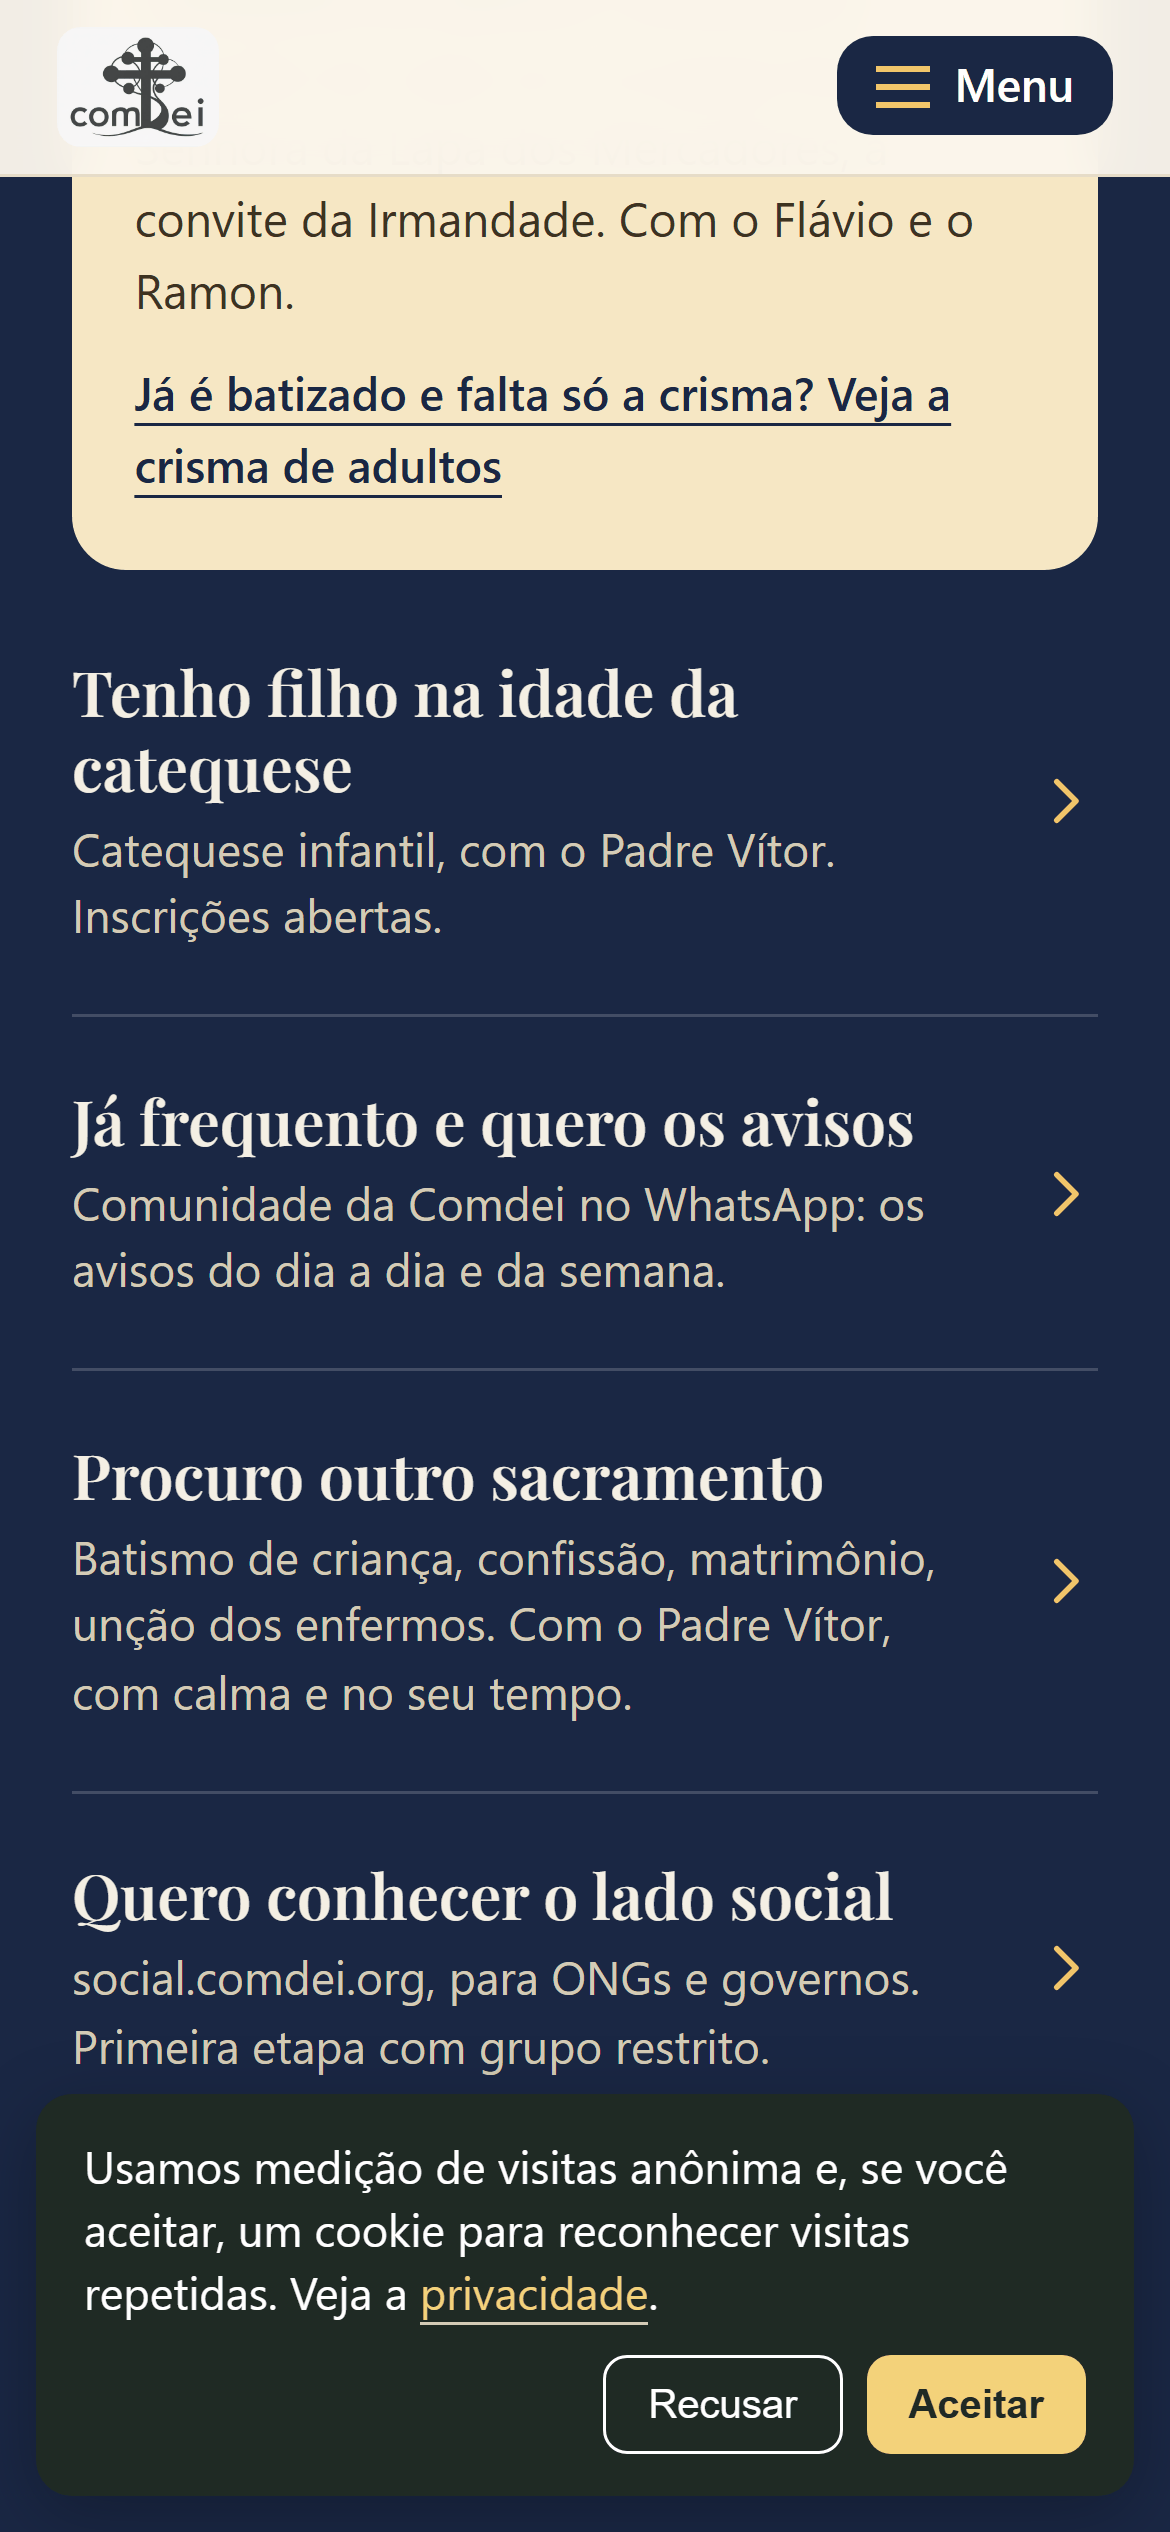 comDei
Menu
convite da Irmandade. Com o Flávio e o
Ramon.
Já é batizado e falta só a crisma? Veja a
crisma de adultos
Tenho filho na idade da
catequese
Catequese infantil, com o Padre Vítor.
Inscrições abertas.
Já frequento e quero os avisos
Comunidade da Comdei no WhatsApp: os
avisos do dia a dia e da semana.
Procuro outro sacramento
Batismo de criança, confissão, matrimônio,
unção dos enfermos. Com o Padre Vítor,
com calma e no seu tempo.
Quero conhecer o lado social
social.comdei.org, para ONGs e governos.
Primeira etapa com grupo restrito.
Usamos medição de visitas anônima e, se você
aceitar, um cookie para reconhecer visitas
repetidas. Veja a privacidade.
Recusar
Aceitar